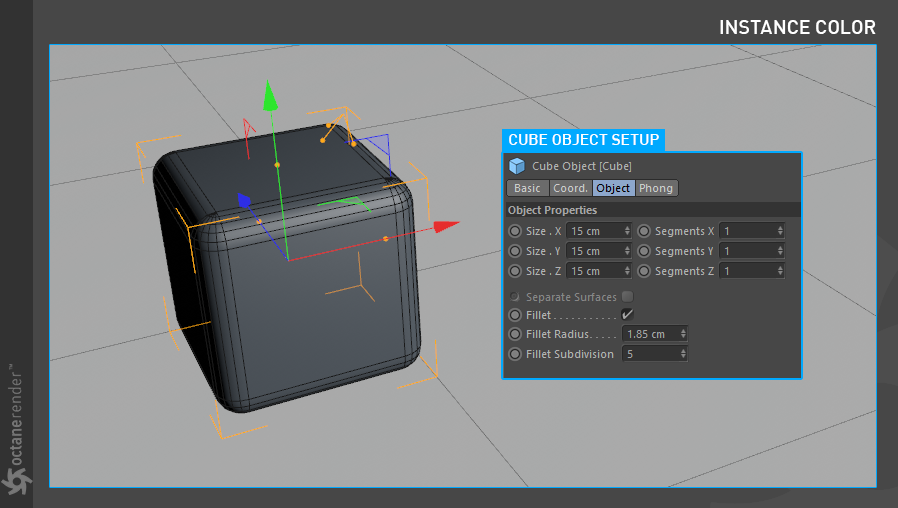 INSTANCE COLOR
CUBE OBJECT SETUP
Cube Object [Cube]
Basic Coord. Object Phong
Object Properties
Size . X 15 cm Segments X 1
Size . Y 15 cm Segments Y 1
Size . Z 15 cm Segments Z 1
Separate Surfaces
Fillet . . . . . . . . . . .
Fillet Radius. . . . . 1.85 cm
Fillet Subdivision 5
octanerender™